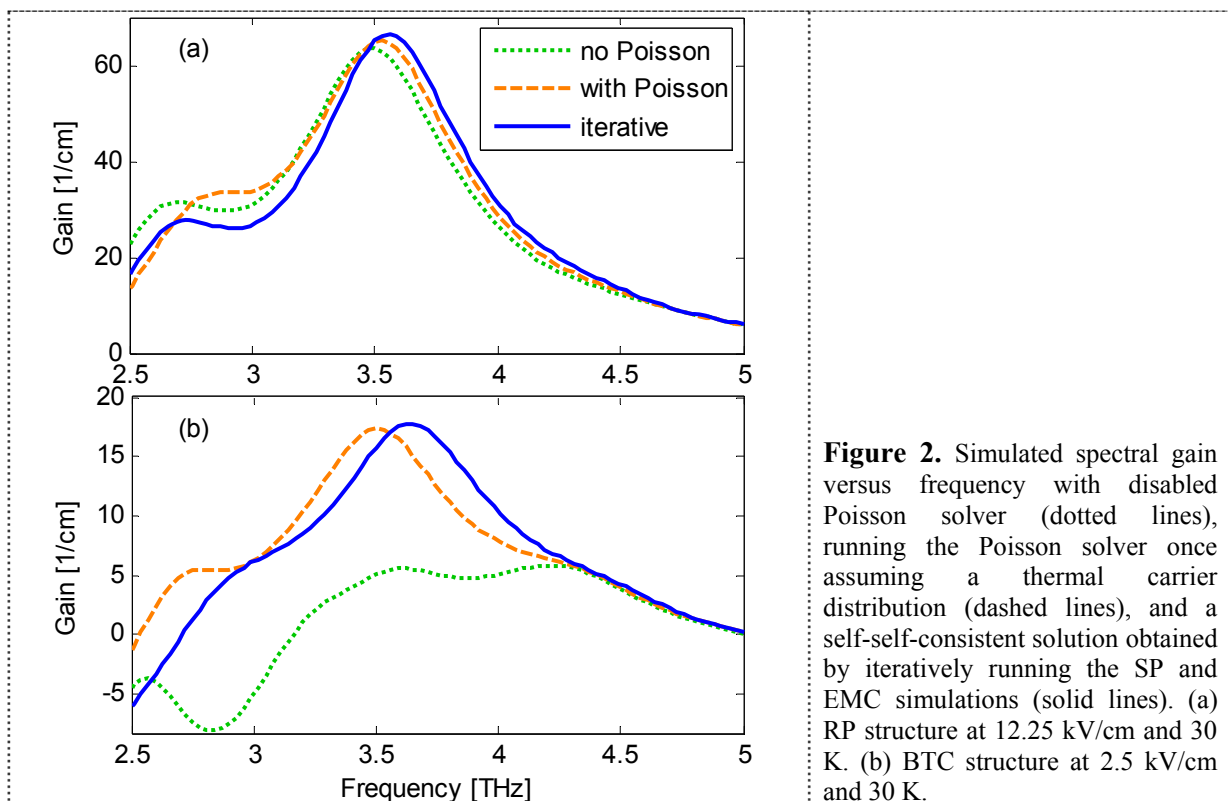 (a)
no Poisson
with Poisson
iterative
Gain [1/cm]
60
40
20
0
2.5 3 3.5 4 4.5 5
(b)
Gain [1/cm]
20
15
10
5
0
-5
2.5 3 3.5 4 4.5 5
Frequency [THz]
Figure 2. Simulated spectral gain
versus frequency with disabled
Poisson solver (dotted lines),
running the Poisson solver once
assuming a thermal carrier
distribution (dashed lines), and a
self-self-consistent solution obtained
by iteratively running the SP and
EMC simulations (solid lines). (a)
RP structure at 12.25 kV/cm and 30
K. (b) BTC structure at 2.5 kV/cm
and 30 K.